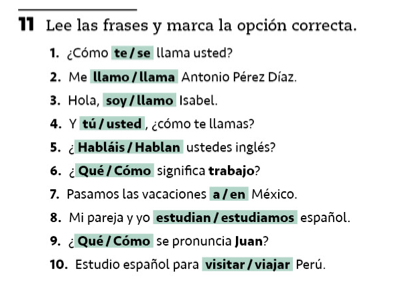 11 Lee las frases y marca la opción correcta.
1. ¿Cómo te / se llama usted?
2. Me llamo / llama Antonio Pérez Díaz.
3. Hola, soy / llamo Isabel.
4. Y tú / usted, ¿cómo te llamas?
5. ¿Habláis / Hablan ustedes inglés?
6. ¿Qué / Cómo significa trabajo?
7. Pasamos las vacaciones a / en México.
8. Mi pareja y yo estudian / estudiamos español.
9. ¿Qué / Cómo se pronuncia Juan?
10. Estudio español para visitar / viajar Perú.